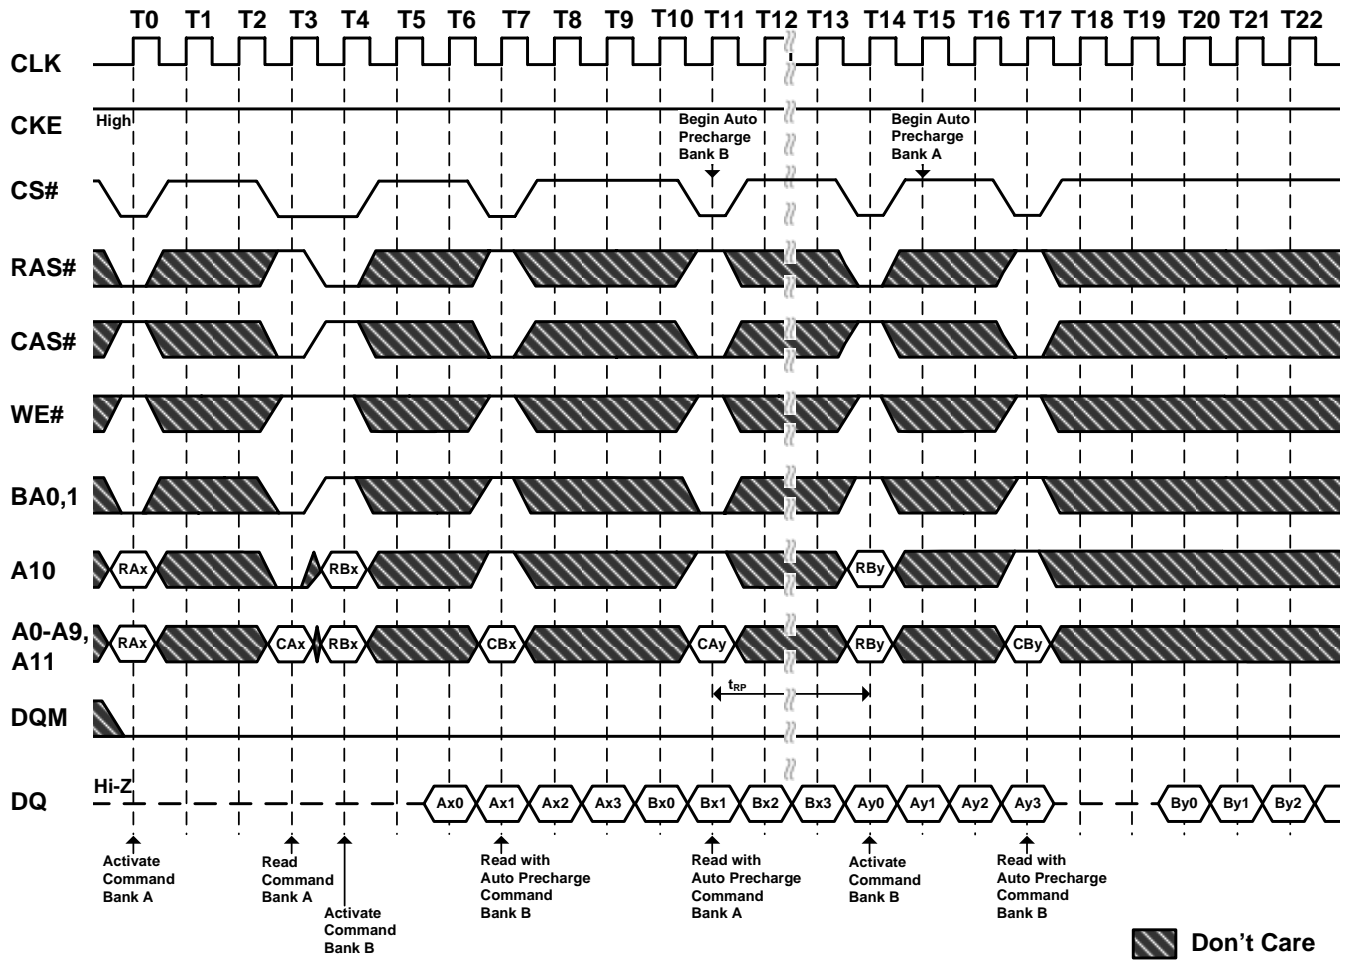 T0 T1 T2 T3 T4 T5 T6 T7 T8 T9 T10 T11 T12 T13 T14 T15 T16 T17 T18 T19 T20 T21 T22
CLK
CKE
High
Begin Auto
Precharge
Bank B
Begin Auto
Precharge
Bank A
CS#
RAS#
CAS#
WE#
BA0,1
A10
RAx RBx RBy
A0-A9,
A11
RAx CAx RBx CBx CAy RBy CBy
tRP
DQM
DQ
Hi-Z
Ax0 Ax1 Ax2 Ax3 Bx0 Bx1 Bx2 Bx3 Ay0 Ay1 Ay2 Ay3 By0 By1 By2
Activate
Command
Bank A
Read
Command
Bank A
Activate
Command
Bank B
Read with
Auto Precharge
Command
Bank B
Read with
Auto Precharge
Command
Bank A
Activate
Command
Bank B
Read with
Auto Precharge
Command
Bank B
Don't Care